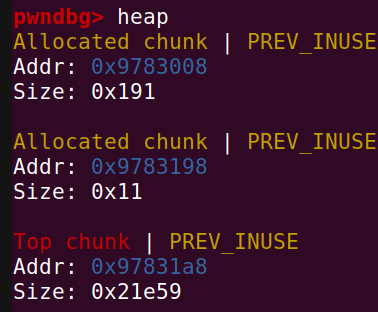 pwndbg> heap
Allocated chunk | PREV_INUSE
Addr: 0x9783008
Size: 0x191
Allocated chunk | PREV_INUSE
Addr: 0x9783198
Size: 0x11
Top chunk | PREV_INUSE
Addr: 0x97831a8
Size: 0x21e59